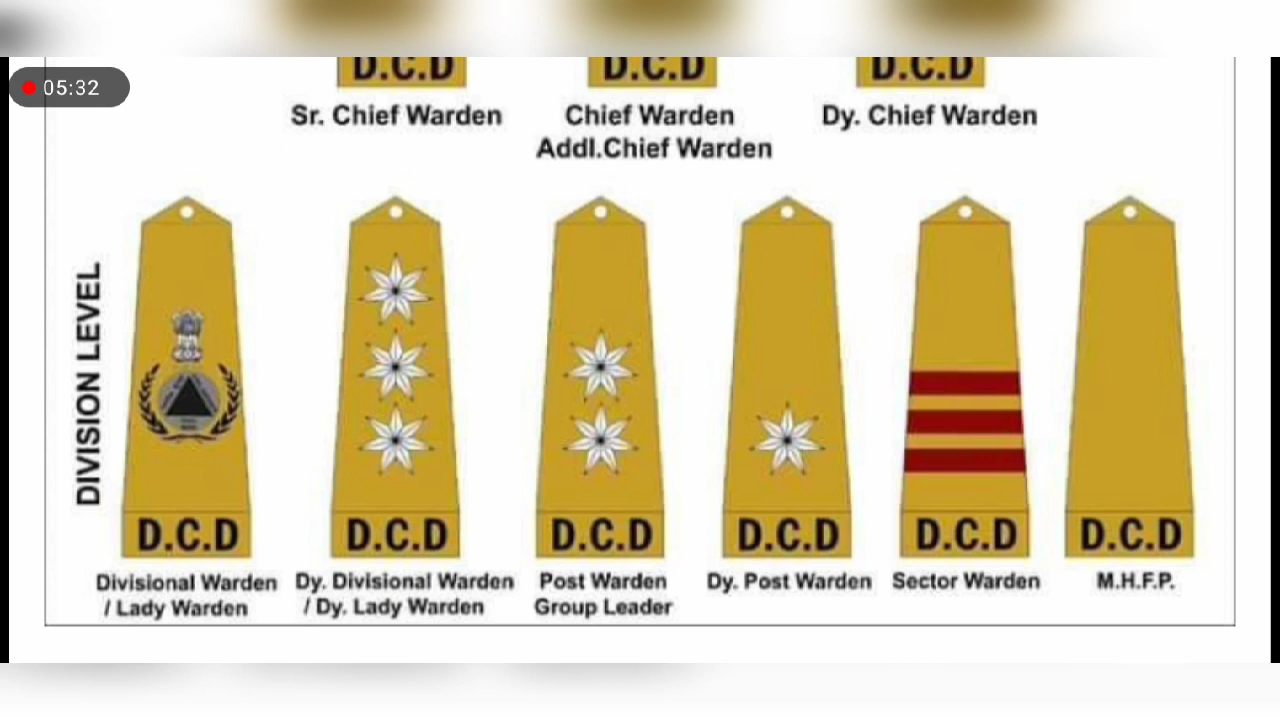 05:32
D.C.D D.C.D D.C.D
Sr. Chief Warden Chief Warden Dy. Chief Warden
Addl.Chief Warden
DIVISION LEVEL
D.C.D D.C.D D.C.D D.C.D D.C.D D.C.D
Divisional Warden Dy. Divisional Warden Post Warden Dy. Post Warden Sector Warden M.H.F.P.
/ Lady Warden / Dy. Lady Warden Group Leader